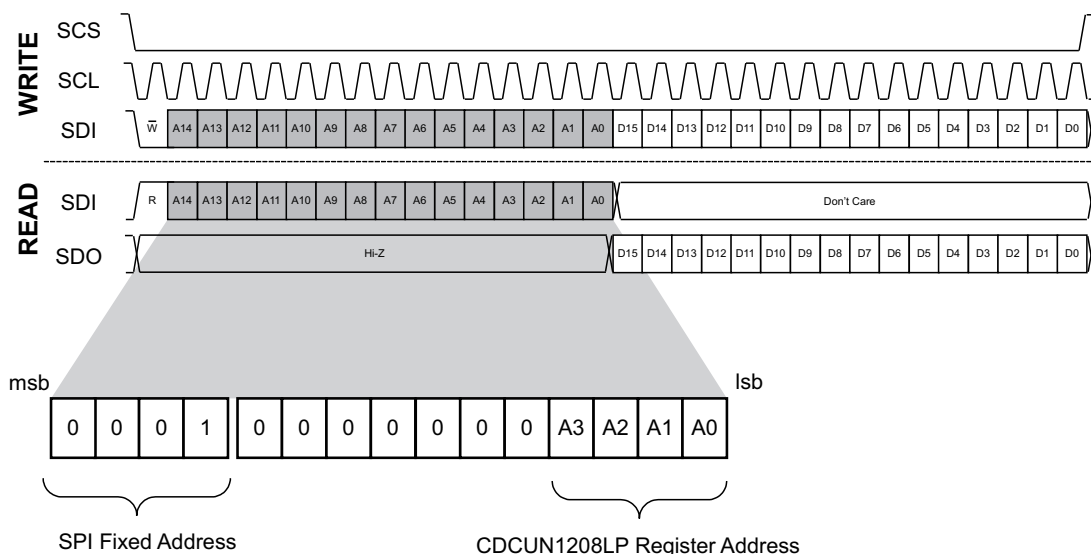 WRITE
SCS
SCL
SDI W A14 A13 A12 A11 A10 A9 A8 A7 A6 A5 A4 A3 A2 A1 A0 D15 D14 D13 D12 D11 D10 D9 D8 D7 D6 D5 D4 D3 D2 D1 D0
READ
SDI R A14 A13 A12 A11 A10 A9 A8 A7 A6 A5 A4 A3 A2 A1 A0 Don't Care
SDO Hi-Z D15 D14 D13 D12 D11 D10 D9 D8 D7 D6 D5 D4 D3 D2 D1 D0
msb lsb
0 0 0 1 0 0 0 0 0 0 0 A3 A2 A1 A0
SPI Fixed Address CDCUN1208LP Register Address